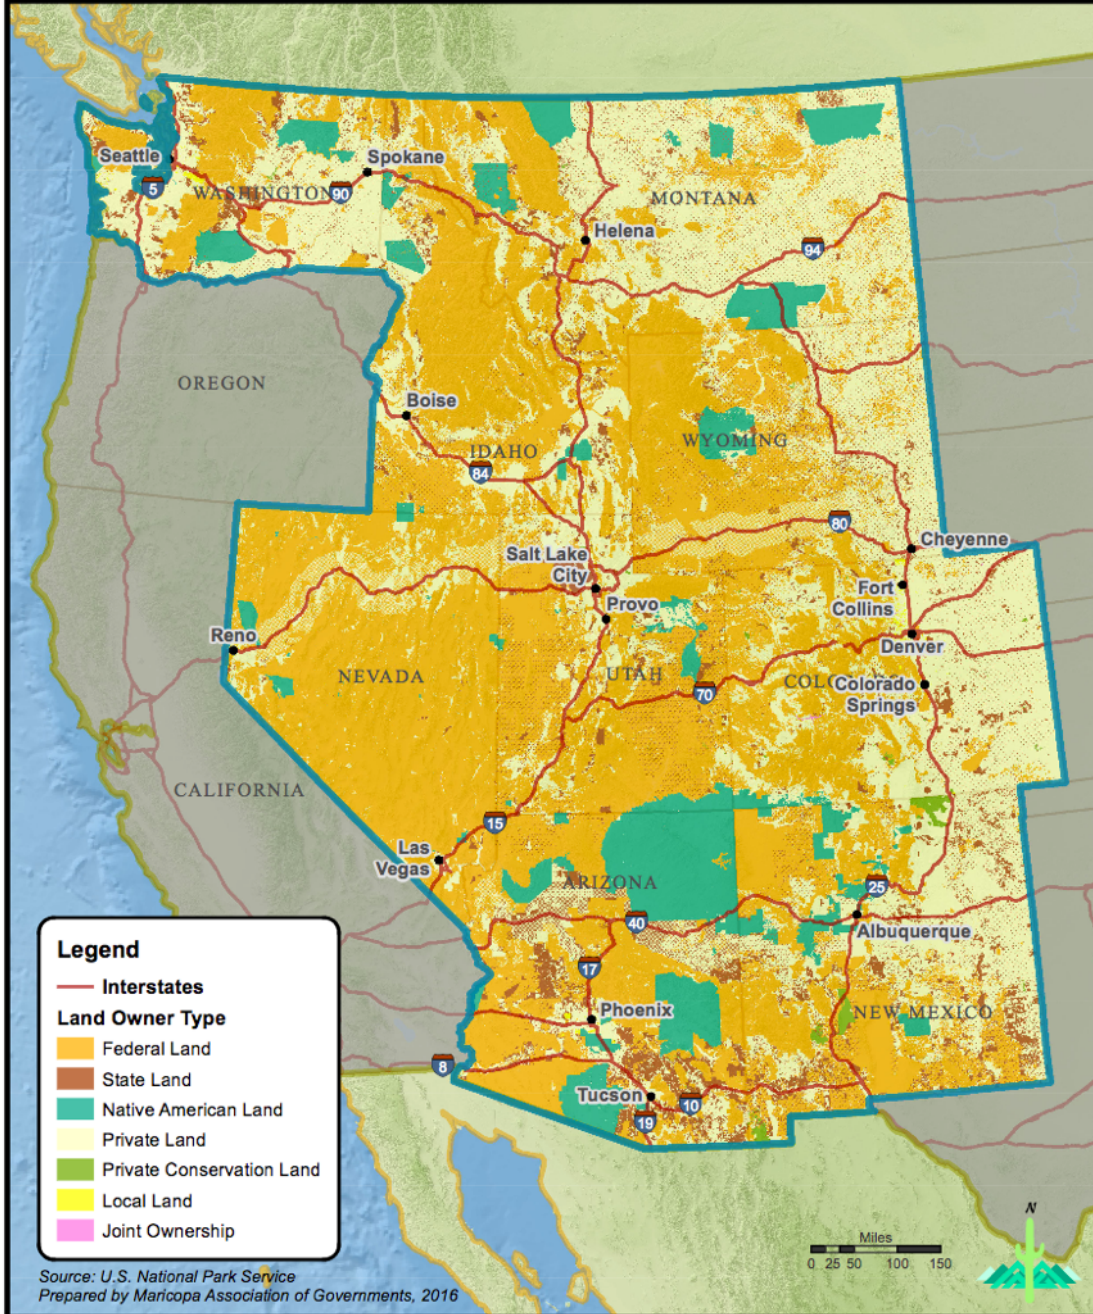 Seattle
5
WASHINGTON
90
Spokane
MONTANA
Helena
94
OREGON
Boise
IDAHO
84
WYOMING
80
Cheyenne
Salt Lake
City
Fort
Collins
Provo
Reno
Denver
NEVADA
UTAH
70
Colorado
Springs
CALIFORNIA
15
Las
Vegas
ARIZONA
25
40
Albuquerque
17
Phoenix
NEW MEXICO
8
Tucson
10
19
Legend
Interstates
Land Owner Type
Federal Land
State Land
Native American Land
Private Land
Private Conservation Land
Local Land
Joint Ownership
N
Miles
0 25 50 100 150
Source: U.S. National Park Service
Prepared by Maricopa Association of Governments, 2016